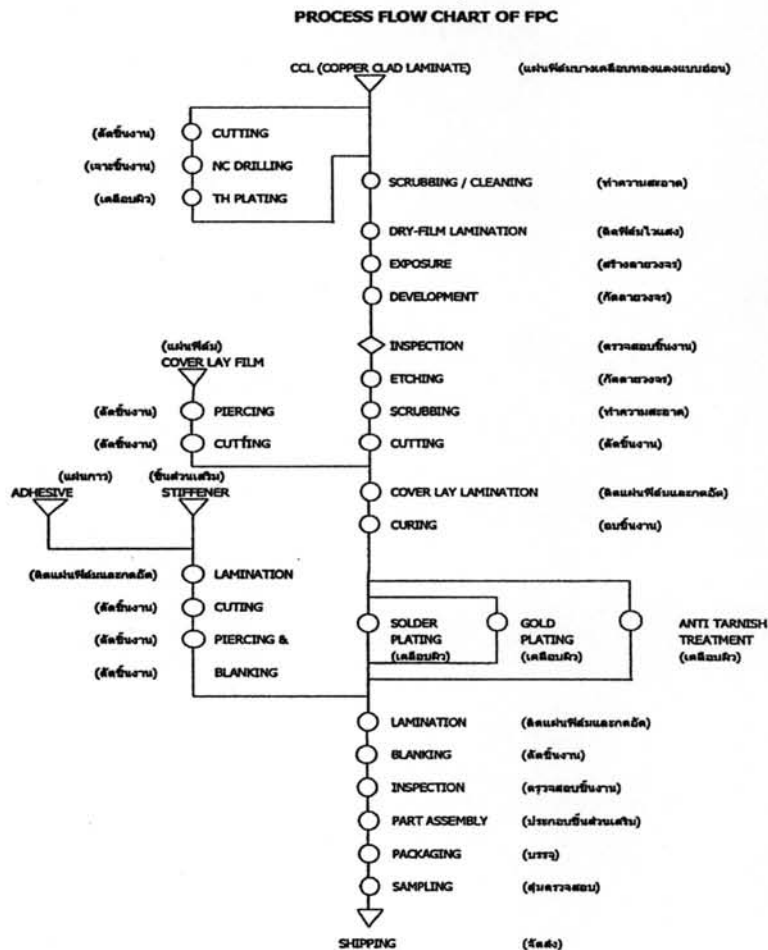 PROCESS FLOW CHART OF FPC
CCL (COPPER CLAD LAMINATE) (แผ่นฟิล์มบางเคลือบทองแดงแบบอ่อน)
(ตัดชิ้นงาน) CUTTING
(เจาะชิ้นงาน) NC DRILLING
(เคลือบผิว) TH PLATING
SCRUBBING / CLEANING (ทำความสะอาด)
DRY-FILM LAMINATION (ติดฟิล์มไวแสง)
EXPOSURE (สร้างลายวงจร)
DEVELOPMENT (กัดลายวงจร)
INSPECTION (ตรวจสอบชิ้นงาน)
ETCHING (กัดลายวงจร)
SCRUBBING (ทำความสะอาด)
CUTTING (ตัดชิ้นงาน)
(แผ่นฟิล์ม)
COVER LAY FILM
(ตัดชิ้นงาน) PIERCING
(ตัดชิ้นงาน) CUTTING
COVER LAY LAMINATION (ติดแผ่นฟิล์มและกดอัด)
CURING (อบชิ้นงาน)
(แผ่นกาว) (ชิ้นส่วนเสริม)
ADHESIVE STIFFENER
(ติดแผ่นฟิล์มและกดอัด) LAMINATION
(ตัดชิ้นงาน) CUTING
(ตัดชิ้นงาน) PIERCING &
(ตัดชิ้นงาน) BLANKING
SOLDER PLATING
(เคลือบผิว)
GOLD PLATING
(เคลือบผิว)
ANTI TARNISH TREATMENT
(เคลือบผิว)
LAMINATION (ติดแผ่นฟิล์มและกดอัด)
BLANKING (ตัดชิ้นงาน)
INSPECTION (ตรวจสอบชิ้นงาน)
PART ASSEMBLY (ประกอบชิ้นส่วนเสริม)
PACKAGING (บรรจุ)
SAMPLING (สุ่มตรวจสอบ)
SHIPPING (จัดส่ง)